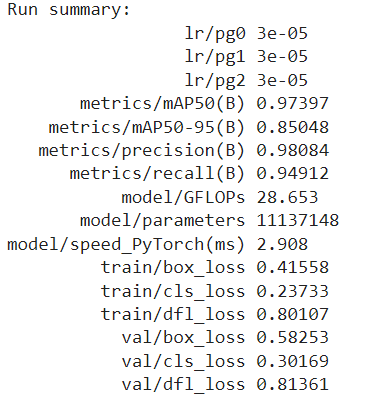 Run summary:
lr/pg0 3e-05
lr/pg1 3e-05
lr/pg2 3e-05
metrics/mAP50(B) 0.97397
metrics/mAP50-95(B) 0.85048
metrics/precision(B) 0.98084
metrics/recall(B) 0.94912
model/GFLOPs 28.653
model/parameters 11137148
model/speed_PyTorch(ms) 2.908
train/box_loss 0.41558
train/cls_loss 0.23733
train/dfl_loss 0.80107
val/box_loss 0.58253
val/cls_loss 0.30169
val/dfl_loss 0.81361